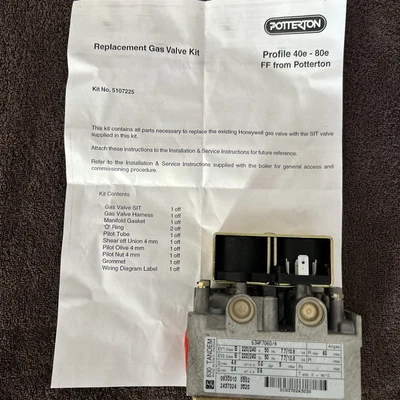 POTTERTON
Replacement Gas Valve Kit
Profile 40e - 80e
FF from Potterton
Kit No. 5107225
This kit contains all parts necessary to replace the existing Honeywell gas valve with the SIT valve
supplied in this kit.
Attach these instructions to the Installation & Service Instructions for future reference.
Refer to the Installation & Service Instructions supplied with the boiler for general access and
commissioning procedure.
Kit Contents
Gas Valve SIT 1 off
Gas Valve Harness 1 off
Manifold Gasket 1 off
'O' Ring 2 off
Pilot Tube 1 off
Shear off Union 4 mm 1 off
Pilot Olive 4 mm 1 off
Pilot Nut 4 mm 1 off
Grommet 1 off
Wiring Diagram Label 1 off
830 TANDEM
220/240
220/240